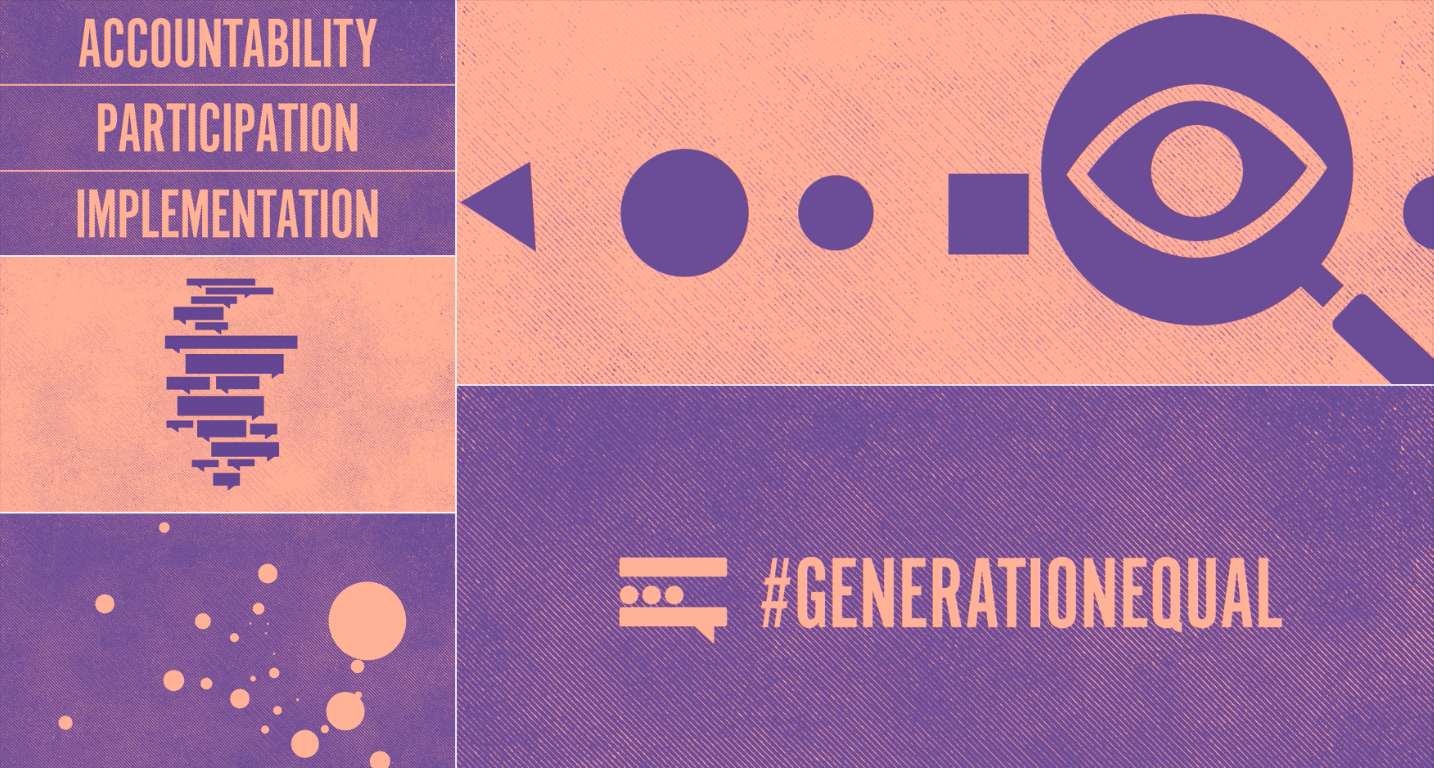 ACCOUNTABILITY
PARTICIPATION
IMPLEMENTATION
#GENERATIONEQUAL